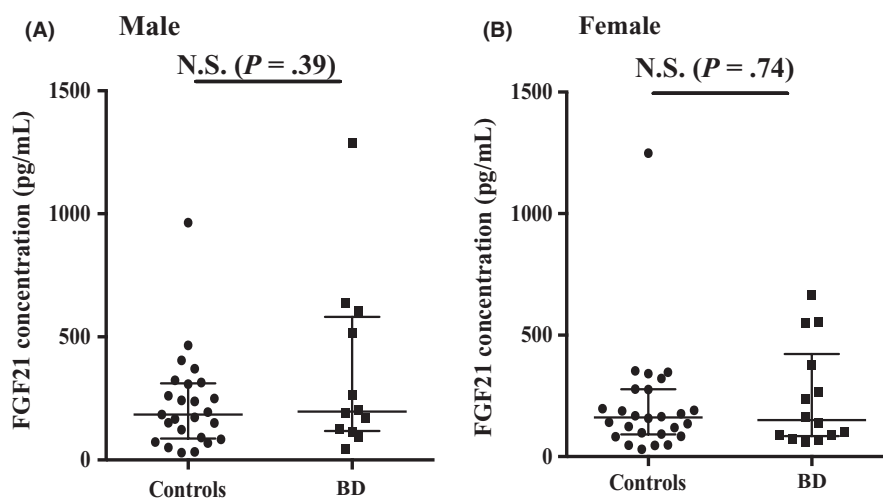 (A) Male
N.S. (P = .39)
FGF21 concentration (pg/mL)
1500
1000
500
0
Controls BD
(B) Female
N.S. (P = .74)
FGF21 concentration (pg/mL)
1500
1000
500
0
Controls BD